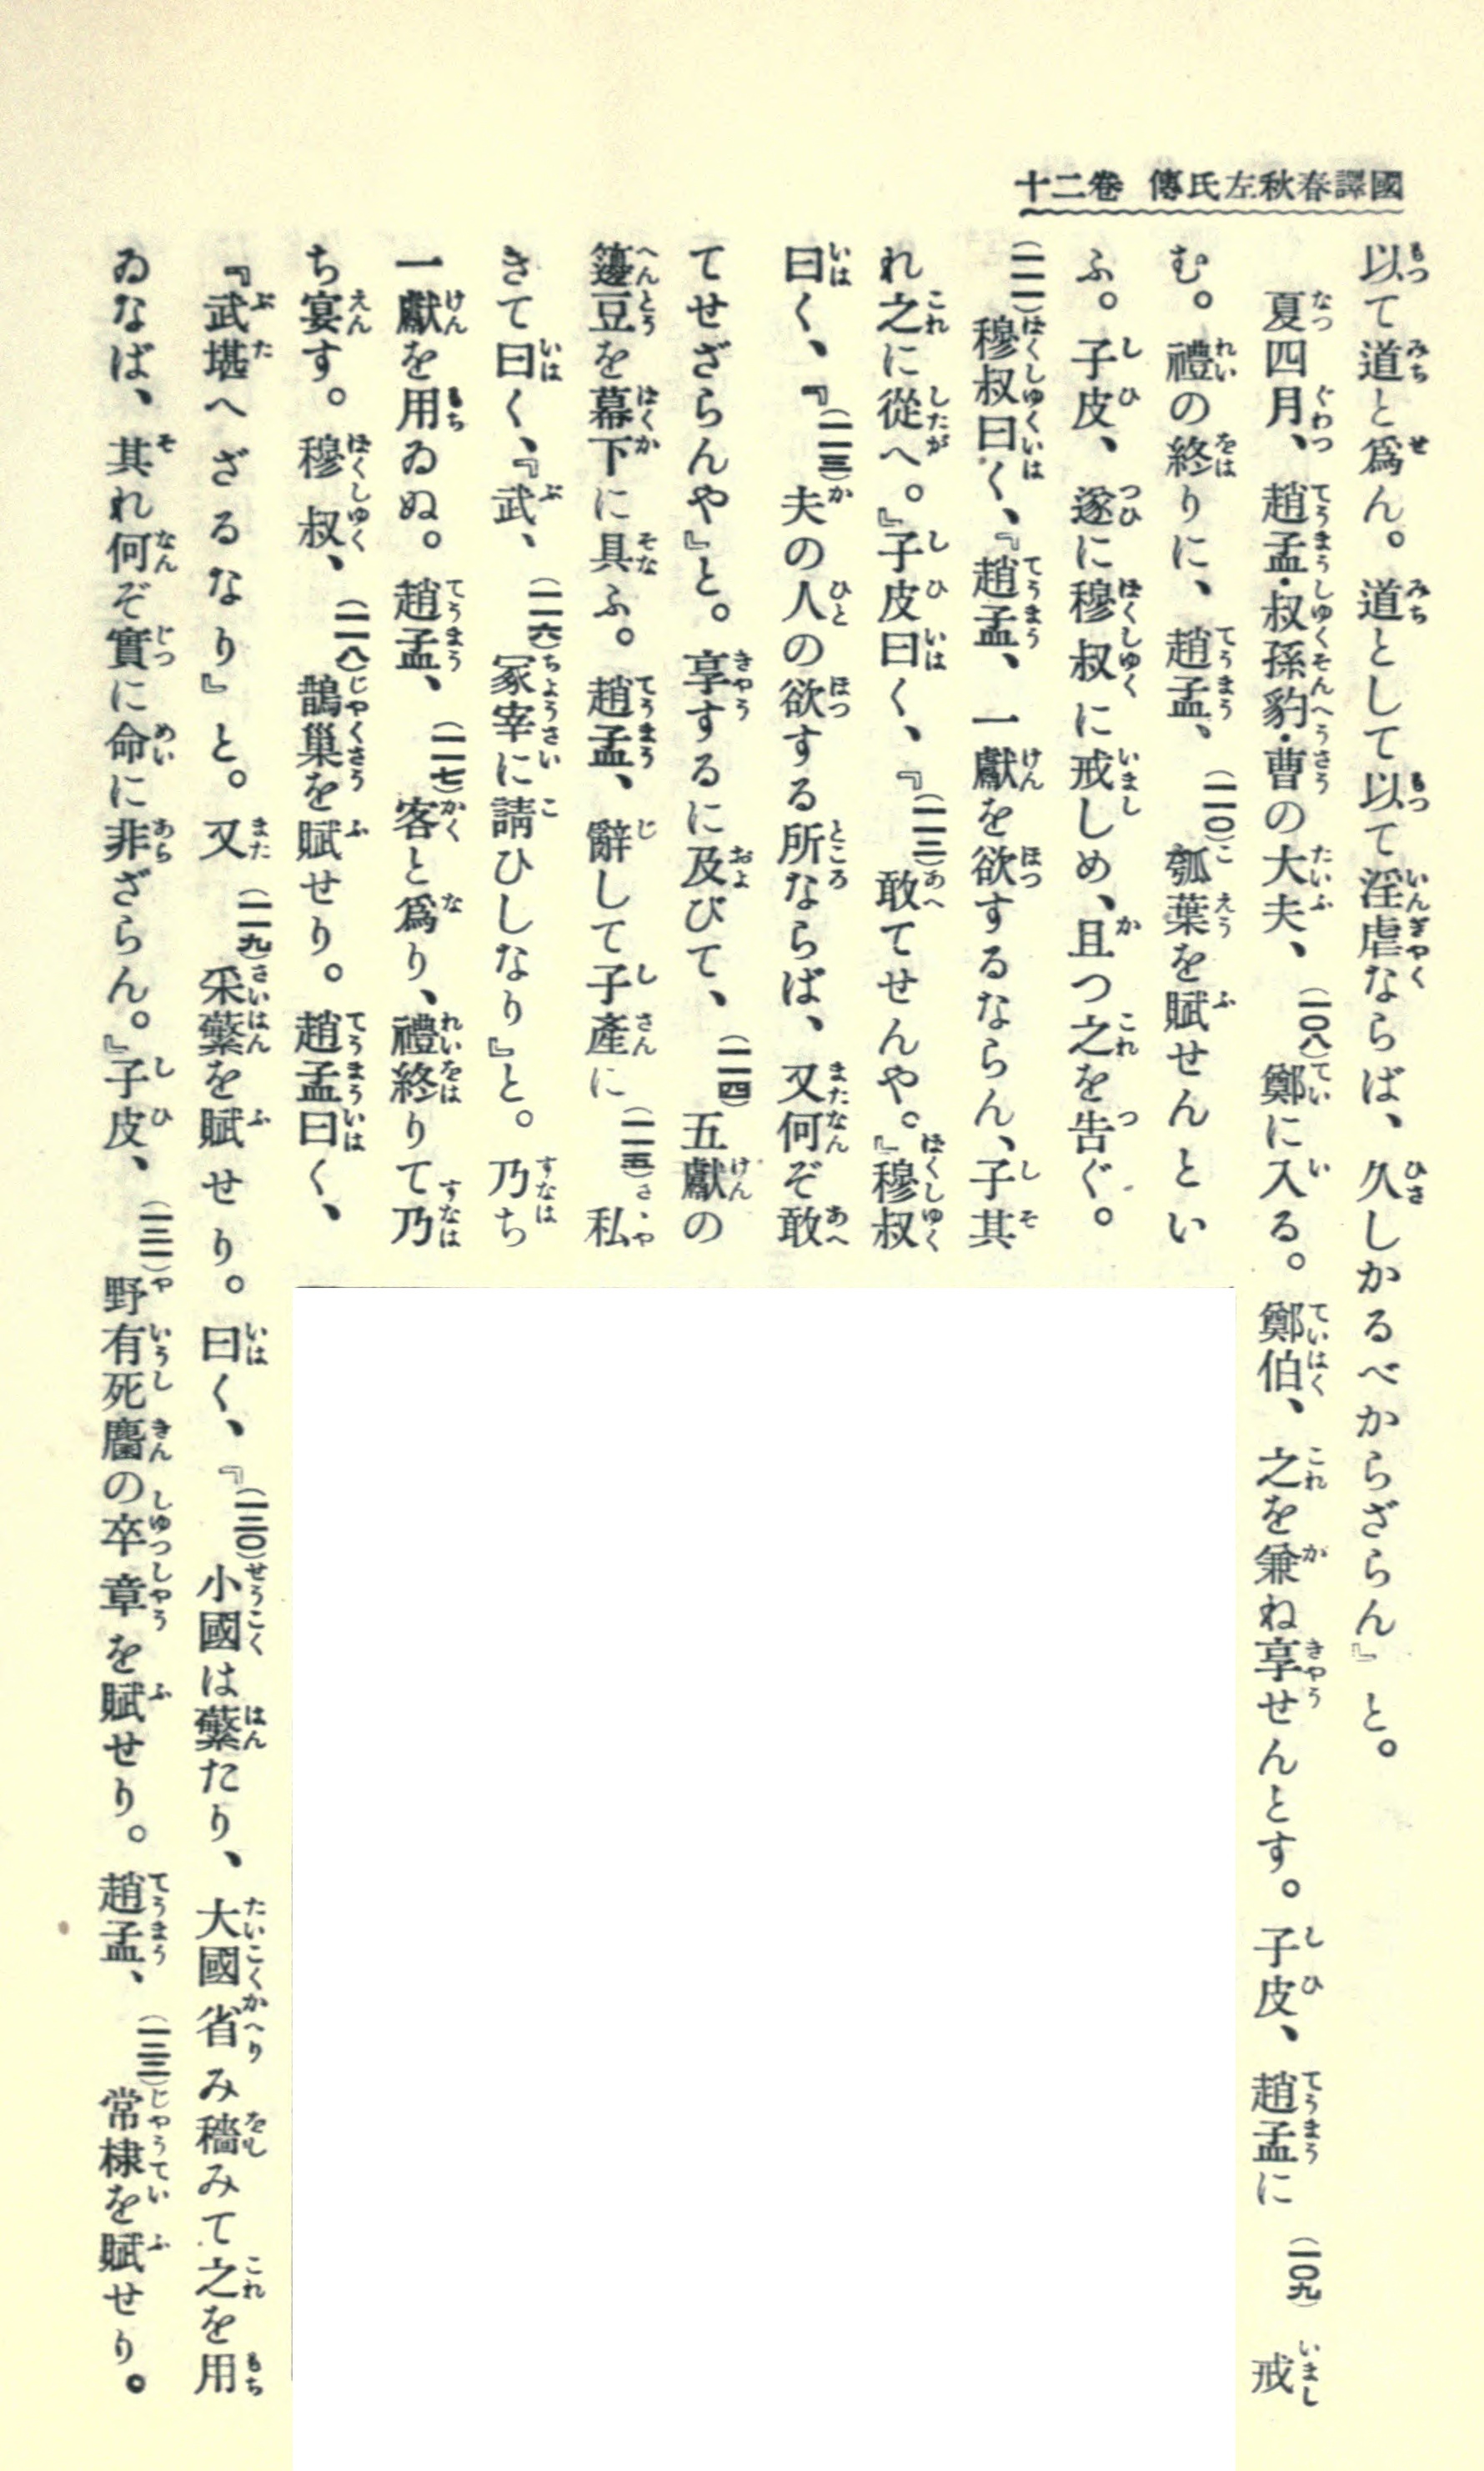 國譯春秋左氏傳 卷二十
以て道と爲ん。道として以て淫虐ならば、久しかるべからざらん』と。
夏四月、趙孟・叔孫豹・曹の大夫、(一〇八)鄭に入る。鄭伯、之を兼ね享せんとす。子皮、趙孟に(一〇九)戒
む。禮の終りに、趙孟、(一一〇)瓠葉を賦せんとい
ふ。子皮、遂に穆叔に戒しめ、且つ之を吿ぐ。
(一一一)穆叔曰く、『趙孟、一獻を欲するならん、子其
れ之に從へ。』子皮曰く、『(一一二)敢てせんや。』穆叔
曰く、『(一一三)夫の人の欲する所ならば、又何ぞ敢
てせざらんや』と。享するに及びて、(一一四)五獻の
籩豆を幕下に具ふ。趙孟、辭して子產に(一一五)私
きて曰く、『武、(一一六)冢宰に請ひしなり』と。乃ち
一獻を用ゐぬ。趙孟、(一一七)客と爲り、禮終りて乃
ち宴す。穆叔、(一一八)鵲巢を賦せり。趙孟曰く、
『武堪へざるなり』と。又(一一九)采蘩を賦せり。曰く、『(一二〇)小國は蘩たり、大國省み穡みて之を用
ゐなば、其れ何ぞ實に命に非ざらん。』子皮、(一二一)野有死麕の卒章を賦せり。趙孟、(一二二)常棣を賦せり。